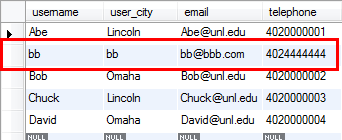 username user_city email telephone
Abe Lincoln Abe@unl.edu 4020000001
bb bb bb@bbb.com 4024444444
Bob Omaha Bob@unl.edu 4020000002
Chuck Lincoln Chuck@unl.edu 4020000003
David Omaha David@unl.edu 4020000004
NULL NULL NULL NULL